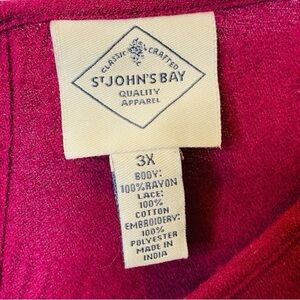 CLASSIC CRAFTED
ST JOHN'S BAY
QUALITY
APPAREL
3X
BODY:
100%RAYON
LACE:
100%
COTTON
EMBROIDERY:
100%
POLYESTER
MADE IN
INDIA